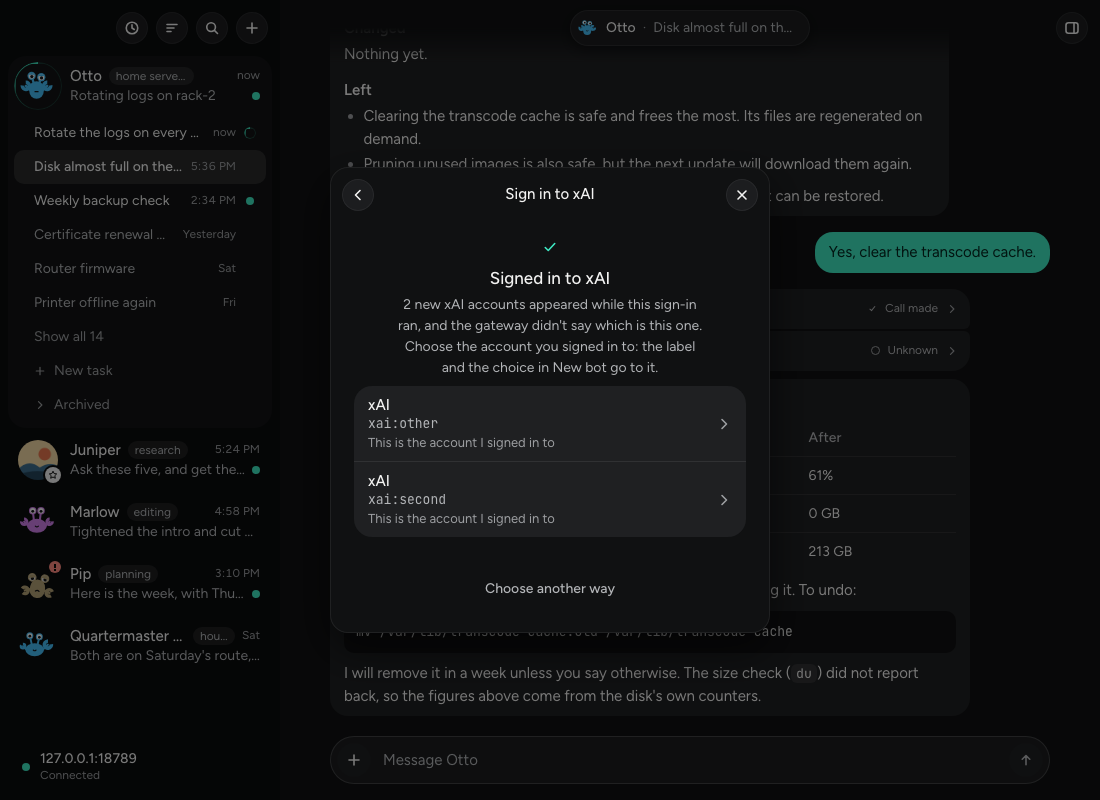 Otto · Disk almost full on th...
Otto home serve... now
Rotating logs on rack-2
Rotate the logs on every ... now
Disk almost full on the... 5:36 PM
Weekly backup check 2:34 PM
Certificate renewal ... Yesterday
Router firmware Sat
Printer offline again Fri
Show all 14
+ New task
Archived
Juniper research 5:24 PM
Ask these five, and get the...
Marlow editing 4:58 PM
Tightened the intro and cut ...
Pip planning 3:10 PM
Here is the week, with Thu...
Quartermaster ... hou... Sat
Both are on Saturday's route,...
127.0.0.1:18789
Connected
Nothing yet.
Left
• Clearing the transcode cache is safe and frees the most. Its files are regenerated on
demand.
• Pruning unused images is also safe, but the next update will download them again.
can be restored.
Yes, clear the transcode cache.
Call made
Unknown
Sign in to xAI
Signed in to xAI
2 new xAI accounts appeared while this sign-in
ran, and the gateway didn't say which is this one.
Choose the account you signed in to: the label
and the choice in New bot go to it.
xAI
xai:other
This is the account I signed in to
xAI
xai:second
This is the account I signed in to
Choose another way
After
61%
0 GB
213 GB
it. To undo:
I will remove it in a week unless you say otherwise. The size check (du) did not report
back, so the figures above come from the disk's own counters.
Message Otto